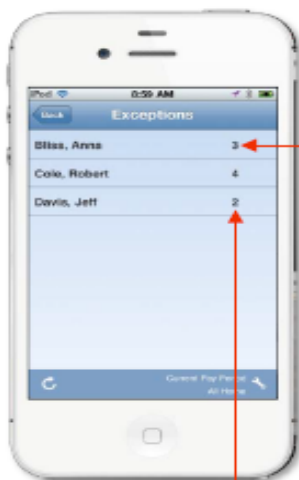 iPod 8:59 AM
Back Exceptions
Bliss, Anna 3
Cole, Robert 4
Davis, Jeff 2
Current Pay Period
All Home